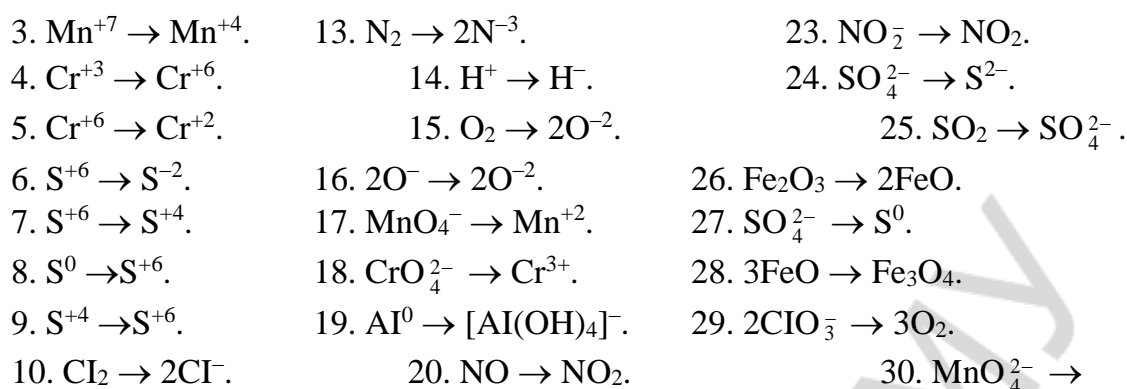 3. Mn⁺⁷ → Mn⁺⁴. 13. N₂ → 2N⁻³. 23. NO₂⁻ → NO₂.
4. Cr⁺³ → Cr⁺⁶. 14. H⁺ → H⁻. 24. SO₄²⁻ → S²⁻.
5. Cr⁺⁶ → Cr⁺². 15. O₂ → 2O⁻². 25. SO₂ → SO₄²⁻.
6. S⁺⁶ → S⁻². 16. 2O⁻ → 2O⁻². 26. Fe₂O₃ → 2FeO.
7. S⁺⁶ → S⁺⁴. 17. MnO₄⁻ → Mn⁺². 27. SO₄²⁻ → S⁰.
8. S⁰ →S⁺⁶. 18. CrO₄²⁻ → Cr³⁺. 28. 3FeO → Fe₃O₄.
9. S⁺⁴ →S⁺⁶. 19. AI⁰ → [AI(OH)₄]⁻. 29. 2CIO₃⁻ → 3O₂.
10. CI₂ → 2CI⁻. 20. NO → NO₂. 30. MnO₄²⁻ →